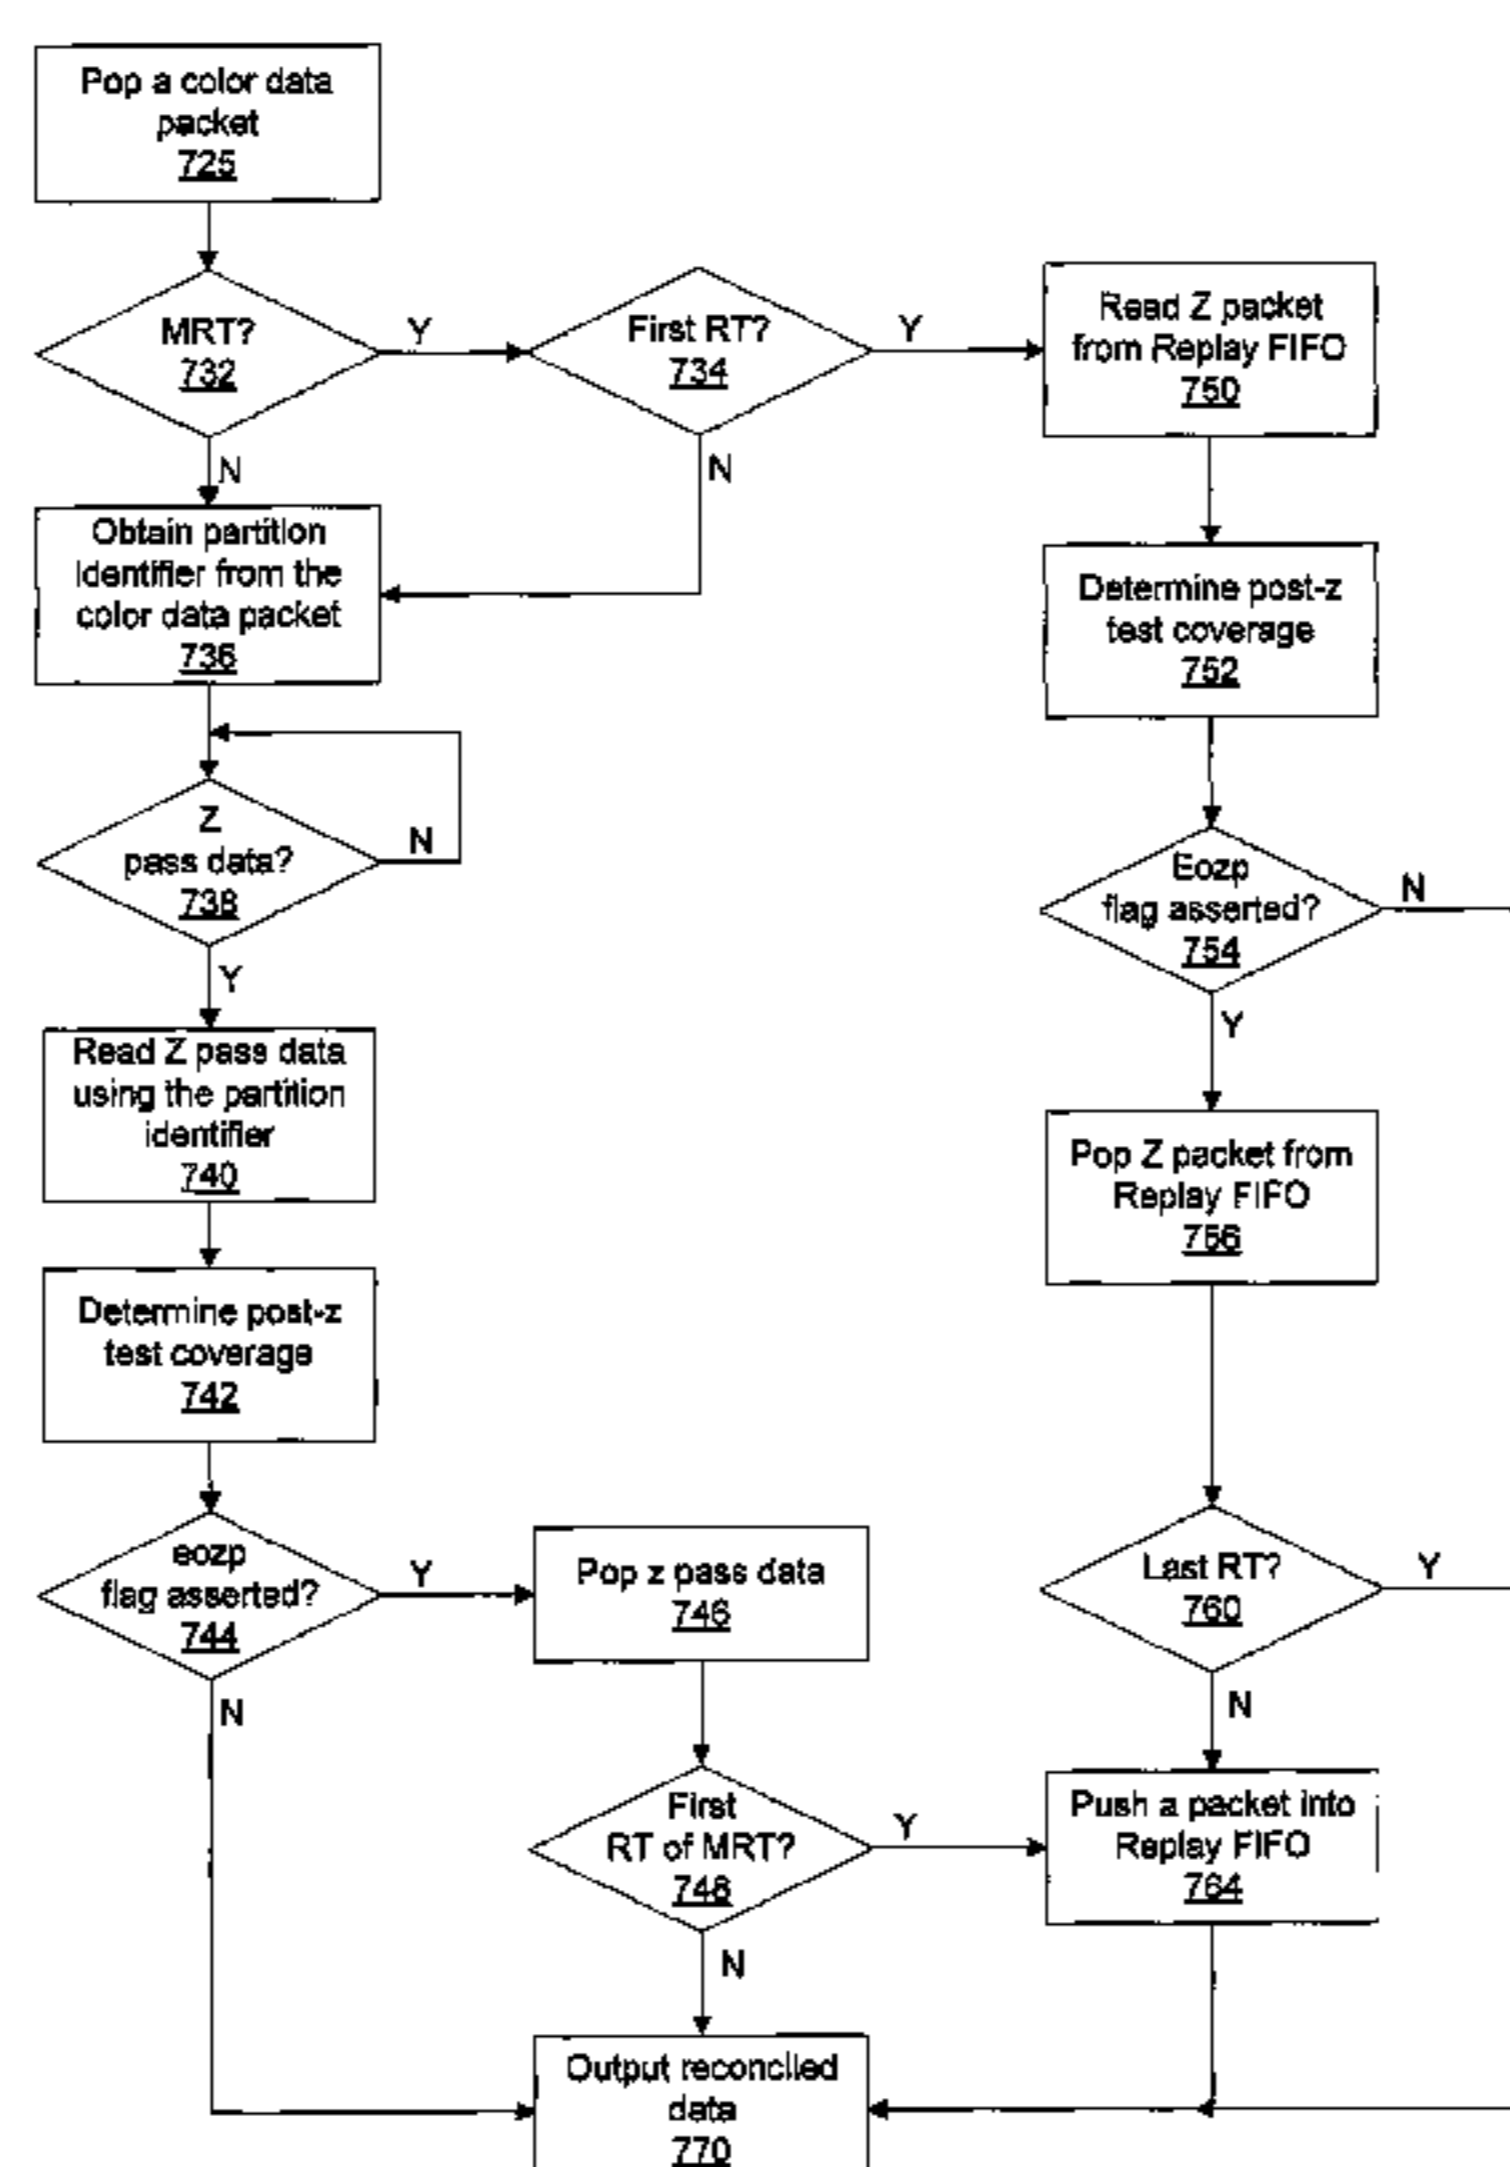 Pop a color data
packet
725
MRT?
732
Y
First RT?
734
Y
Read Z packet
from Replay FIFO
750
N
N
Obtain partition
identifier from the
color data packet
736
Determine post-z
test coverage
752
Z
pass data?
738
N
Eozp
flag asserted?
754
N
Y
Y
Read Z pass data
using the partition
identifier
740
Pop Z packet from
Replay FIFO
756
Determine post-z
test coverage
742
eozp
flag asserted?
744
Y
Pop z pass data
746
Last RT?
760
Y
N
N
First
RT of MRT?
748
Y
Push a packet into
Replay FIFO
764
N
Output reconciled
data
770